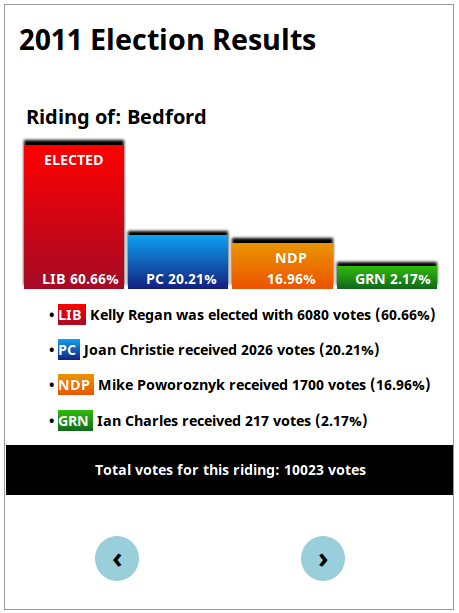 2011 Election Results
Riding of: Bedford
ELECTED
LIB 60.66%
PC 20.21%
NDP
16.96%
GRN 2.17%
• LIB Kelly Regan was elected with 6080 votes (60.66%)
• PC Joan Christie received 2026 votes (20.21%)
• NDP Mike Poworoznyk received 1700 votes (16.96%)
• GRN Ian Charles received 217 votes (2.17%)
Total votes for this riding: 10023 votes
‹ ›